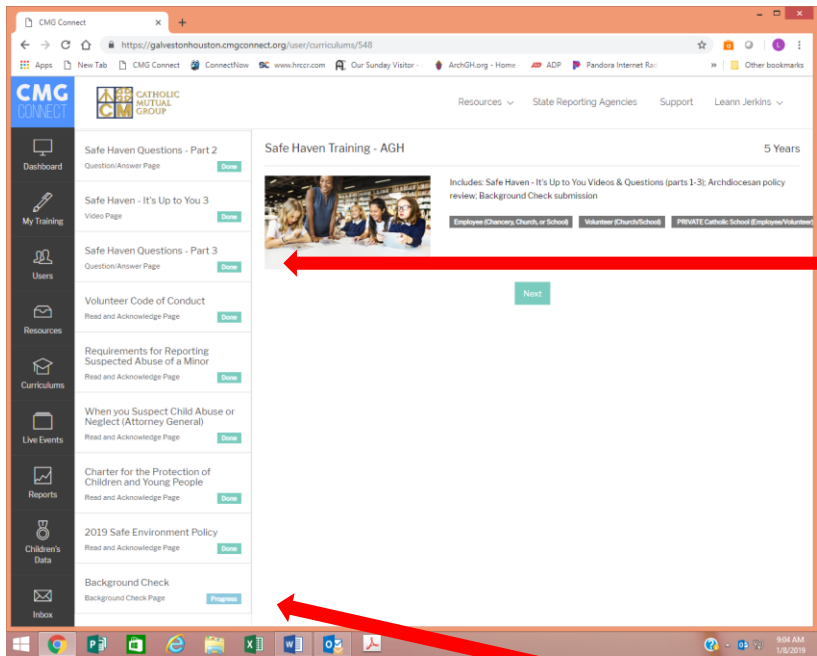 CMG Connect
https://galvestonhouston.cmgconnect.org/user/curriculums/548
Apps New Tab CMG Connect ConnectNow www.hrccr.com Our Sunday Visitor - ArchGH.org - Home ADP Pandora Internet Rad » Other bookmarks
CMG
CONNECT
CATHOLIC
MUTUAL
GROUP
Resources State Reporting Agencies Support Leann Jerkins
Dashboard
My Training
Users
Resources
Curriculums
Live Events
Reports
Children's
Data
Inbox
Safe Haven Questions - Part 2
Question/Answer Page Done
Safe Haven - It's Up to You 3
Video Page Done
Safe Haven Questions - Part 3
Question/Answer Page Done
Volunteer Code of Conduct
Read and Acknowledge Page Done
Requirements for Reporting
Suspected Abuse of a Minor
Read and Acknowledge Page Done
When you Suspect Child Abuse or
Neglect (Attorney General)
Read and Acknowledge Page Done
Charter for the Protection of
Children and Young People
Read and Acknowledge Page Done
2019 Safe Environment Policy
Read and Acknowledge Page Done
Background Check
Background Check Page Progress
Safe Haven Training - AGH 5 Years
Includes: Safe Haven - It's Up to You Videos & Questions (parts 1-3); Archdiocesan policy
review; Background Check submission
Employee (Chancery, Church, or School) Volunteer (Church/School) PRIVATE Catholic School (Employee/Volunteer)
Next
9:04 AM
1/8/2019